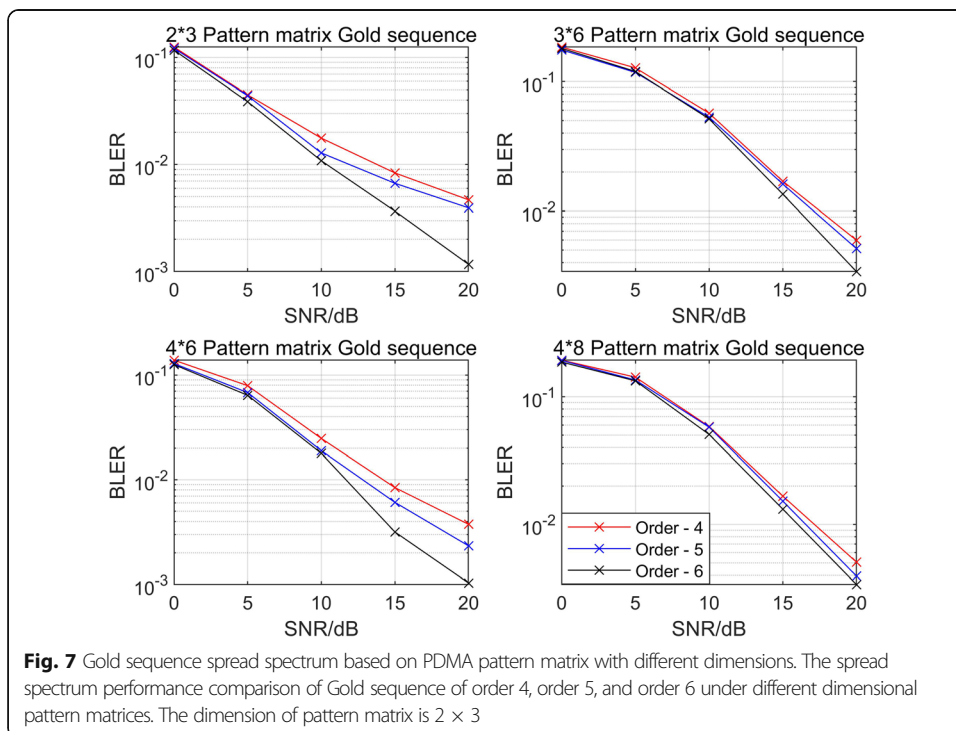 2*3 Pattern matrix Gold sequence
10-1
10-2
10-3
BLER
0 5 10 15 20
SNR/dB
3*6 Pattern matrix Gold sequence
10-1
10-2
BLER
0 5 10 15 20
SNR/dB
4*6 Pattern matrix Gold sequence
10-1
10-2
10-3
BLER
0 5 10 15 20
SNR/dB
4*8 Pattern matrix Gold sequence
10-1
10-2
BLER
Order - 4
Order - 5
Order - 6
0 5 10 15 20
SNR/dB
Fig. 7 Gold sequence spread spectrum based on PDMA pattern matrix with different dimensions. The spread
spectrum performance comparison of Gold sequence of order 4, order 5, and order 6 under different dimensional
pattern matrices. The dimension of pattern matrix is 2 × 3